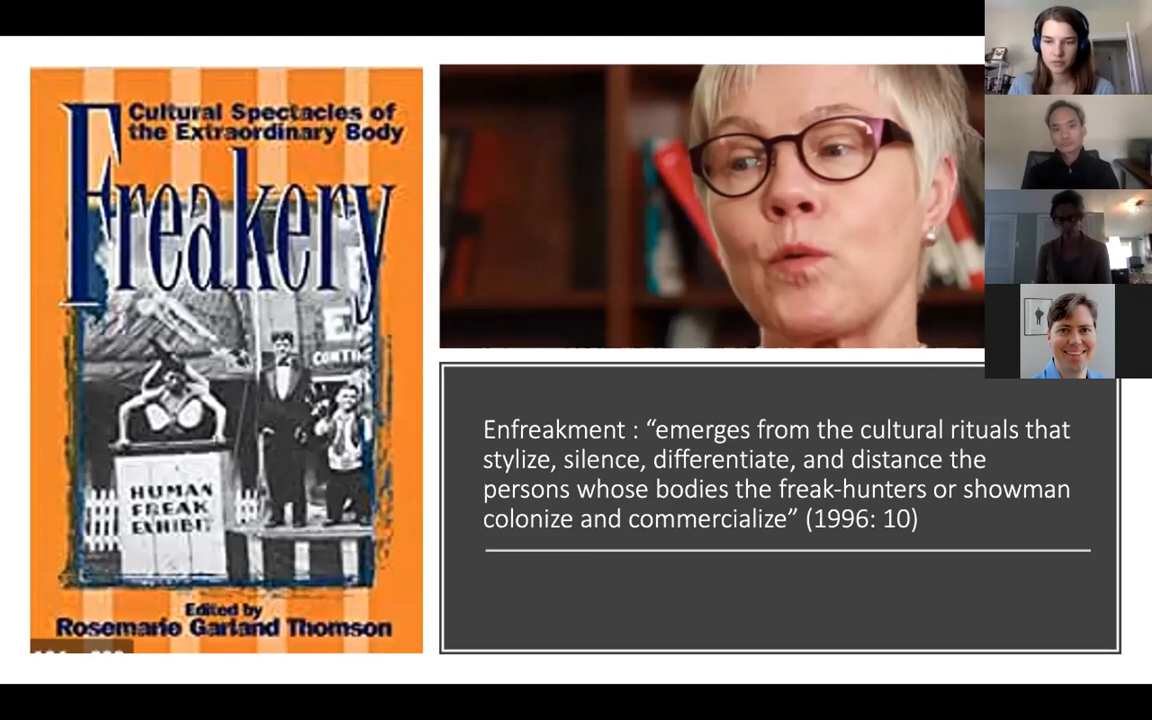 Cultural Spectacles of
the Extraordinary Body
Freakery
HUMAN
FREAK
EXHIBIT
Edited by
Rosemarie Garland Thomson
Enfreakment : “emerges from the cultural rituals that
stylize, silence, differentiate, and distance the
persons whose bodies the freak-hunters or showman
colonize and commercialize” (1996: 10)